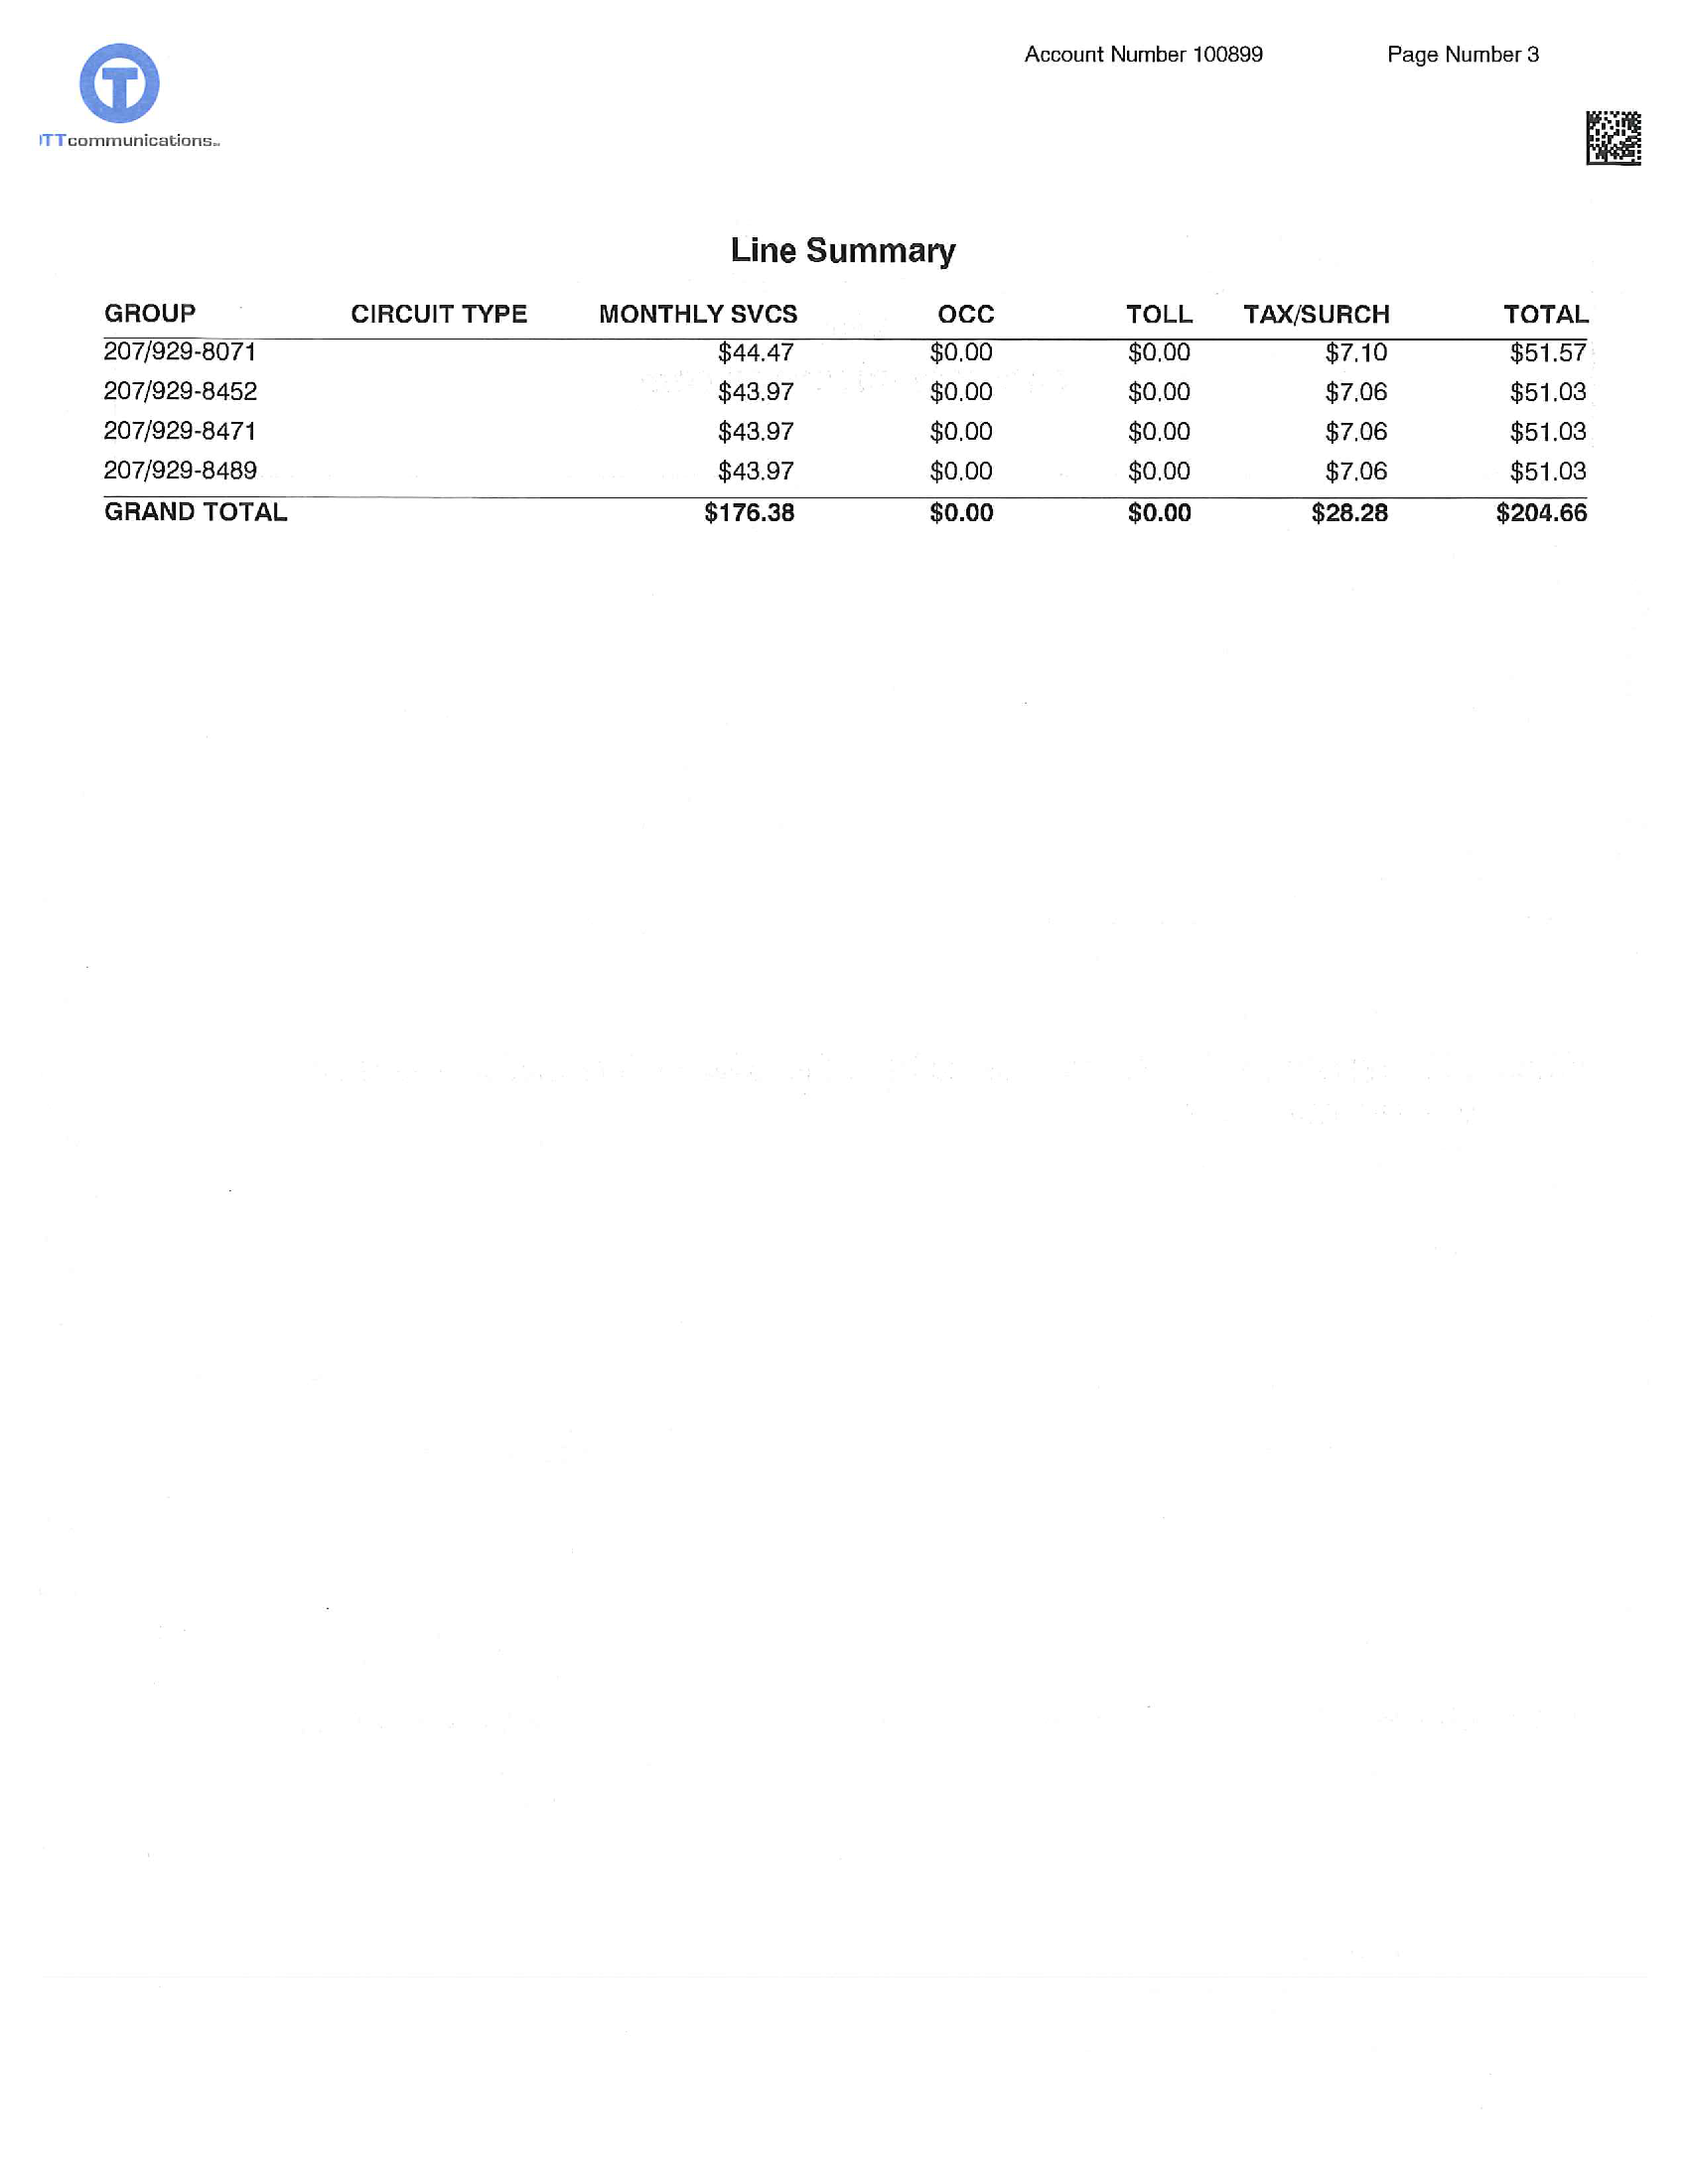 Account Number 100899 Page Number 3
TTcommunications
Line Summary
GROUP CIRCUIT TYPE MONTHLY SVCS OCC TOLL TAX/SURCH TOTAL
207/929-8071 $44.47 $0.00 $0.00 $7.10 $51.57
207/929-8452 $43.97 $0.00 $0.00 $7.06 $51.03
207/929-8471 $43.97 $0.00 $0.00 $7.06 $51.03
207/929-8489 $43.97 $0.00 $0.00 $7.06 $51.03
GRAND TOTAL $176.38 $0.00 $0.00 $28.28 $204.66